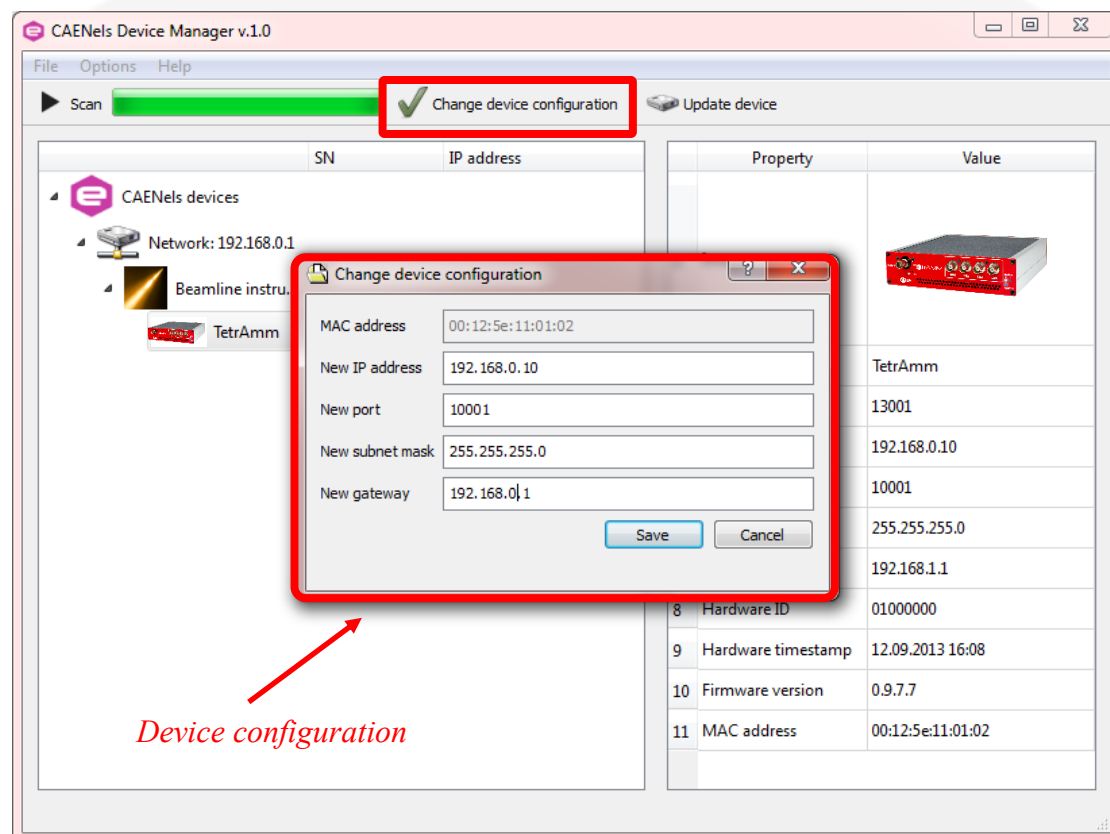 CAENels Device Manager v.1.0
File Options Help
Scan Change device configuration Update device
SN IP address
CAENels devices
Network: 192.168.0.1
Beamline instru.
TetrAmm
Change device configuration
MAC address 00:12:5e:11:01:02
New IP address 192.168.0.10
New port 10001
New subnet mask 255.255.255.0
New gateway 192.168.0.1
Save Cancel
Property Value
TetrAmm
13001
192.168.0.10
10001
255.255.255.0
192.168.1.1
8 Hardware ID 01000000
9 Hardware timestamp 12.09.2013 16:08
10 Firmware version 0.9.7.7
11 MAC address 00:12:5e:11:01:02
Device configuration